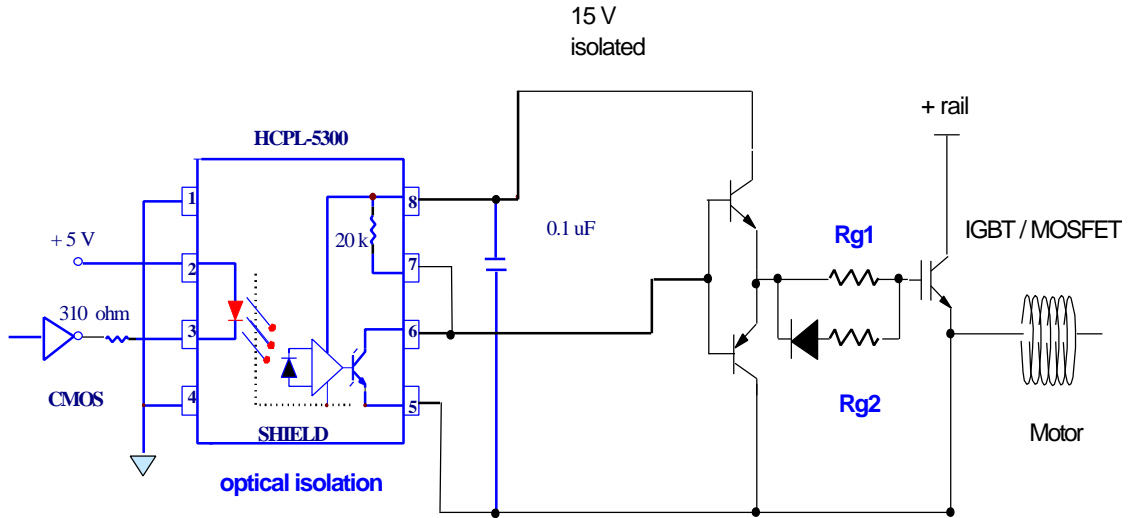 15 V
isolated
+ rail
HCPL-5300
1
8
+ 5 V
20 k
0.1 uF
Rg1
IGBT / MOSFET
2
7
310 ohm
3
6
CMOS
4
5
Rg2
SHIELD
Motor
optical isolation